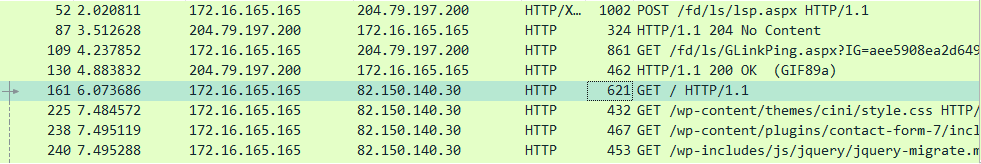 52 2.020811 172.16.165.165 204.79.197.200 HTTP/X… 1002 POST /fd/ls/lsp.aspx HTTP/1.1
87 3.512628 204.79.197.200 172.16.165.165 HTTP 324 HTTP/1.1 204 No Content
109 4.237852 172.16.165.165 204.79.197.200 HTTP 861 GET /fd/ls/GLinkPing.aspx?IG=aee5908ea2d649
130 4.883832 204.79.197.200 172.16.165.165 HTTP 462 HTTP/1.1 200 OK (GIF89a)
161 6.073686 172.16.165.165 82.150.140.30 HTTP 621 GET / HTTP/1.1
225 7.484572 172.16.165.165 82.150.140.30 HTTP 432 GET /wp-content/themes/cini/style.css HTTP/
238 7.495119 172.16.165.165 82.150.140.30 HTTP 467 GET /wp-content/plugins/contact-form-7/incl
240 7.495288 172.16.165.165 82.150.140.30 HTTP 453 GET /wp-includes/js/jquery/jquery-migrate.m